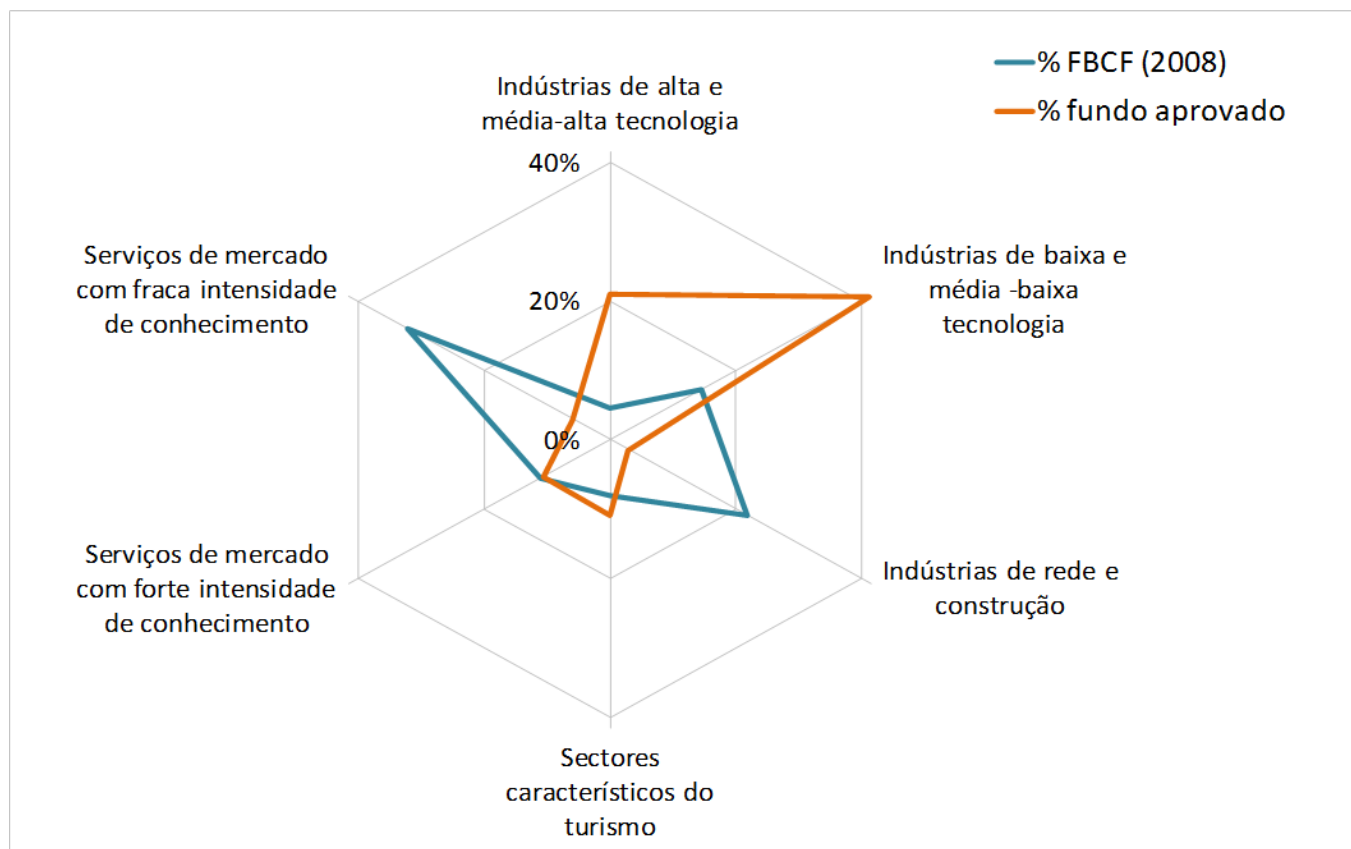 % FBCF (2008)
% fundo aprovado
Indústrias de alta e
média-alta tecnologia
40%
20%
0%
Indústrias de baixa e
média -baixa
tecnologia
Indústrias de rede e
construção
Sectores
característicos do
turismo
Serviços de mercado
com forte intensidade
de conhecimento
Serviços de mercado
com fraca intensidade
de conhecimento